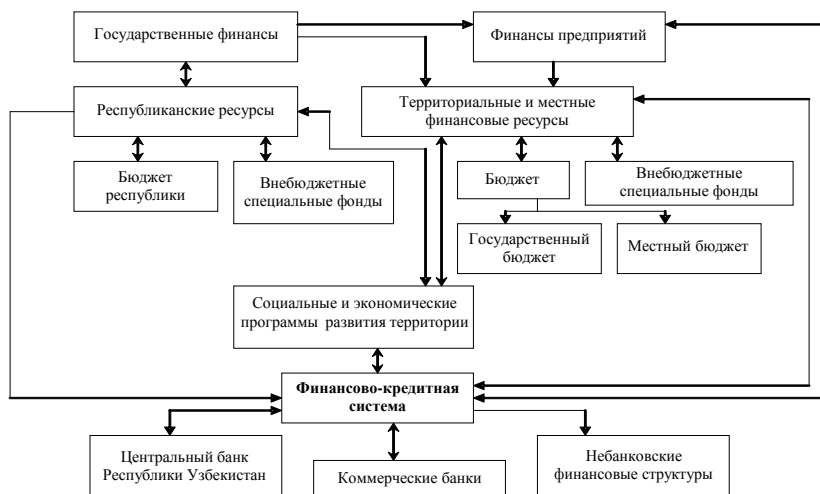 Государственные финансы
Финансы предприятий
Республиканские ресурсы
Территориальные и местные
финансовые ресурсы
Бюджет
республики
Внебюджетные
специальные фонды
Бюджет
Внебюджетные
специальные фонды
Государственный
бюджет
Местный бюджет
Социальные и экономические
программы развития территории
Финансово-кредитная
система
Центральный банк
Республики Узбекистан
Коммерческие банки
Небанковские
финансовые структуры